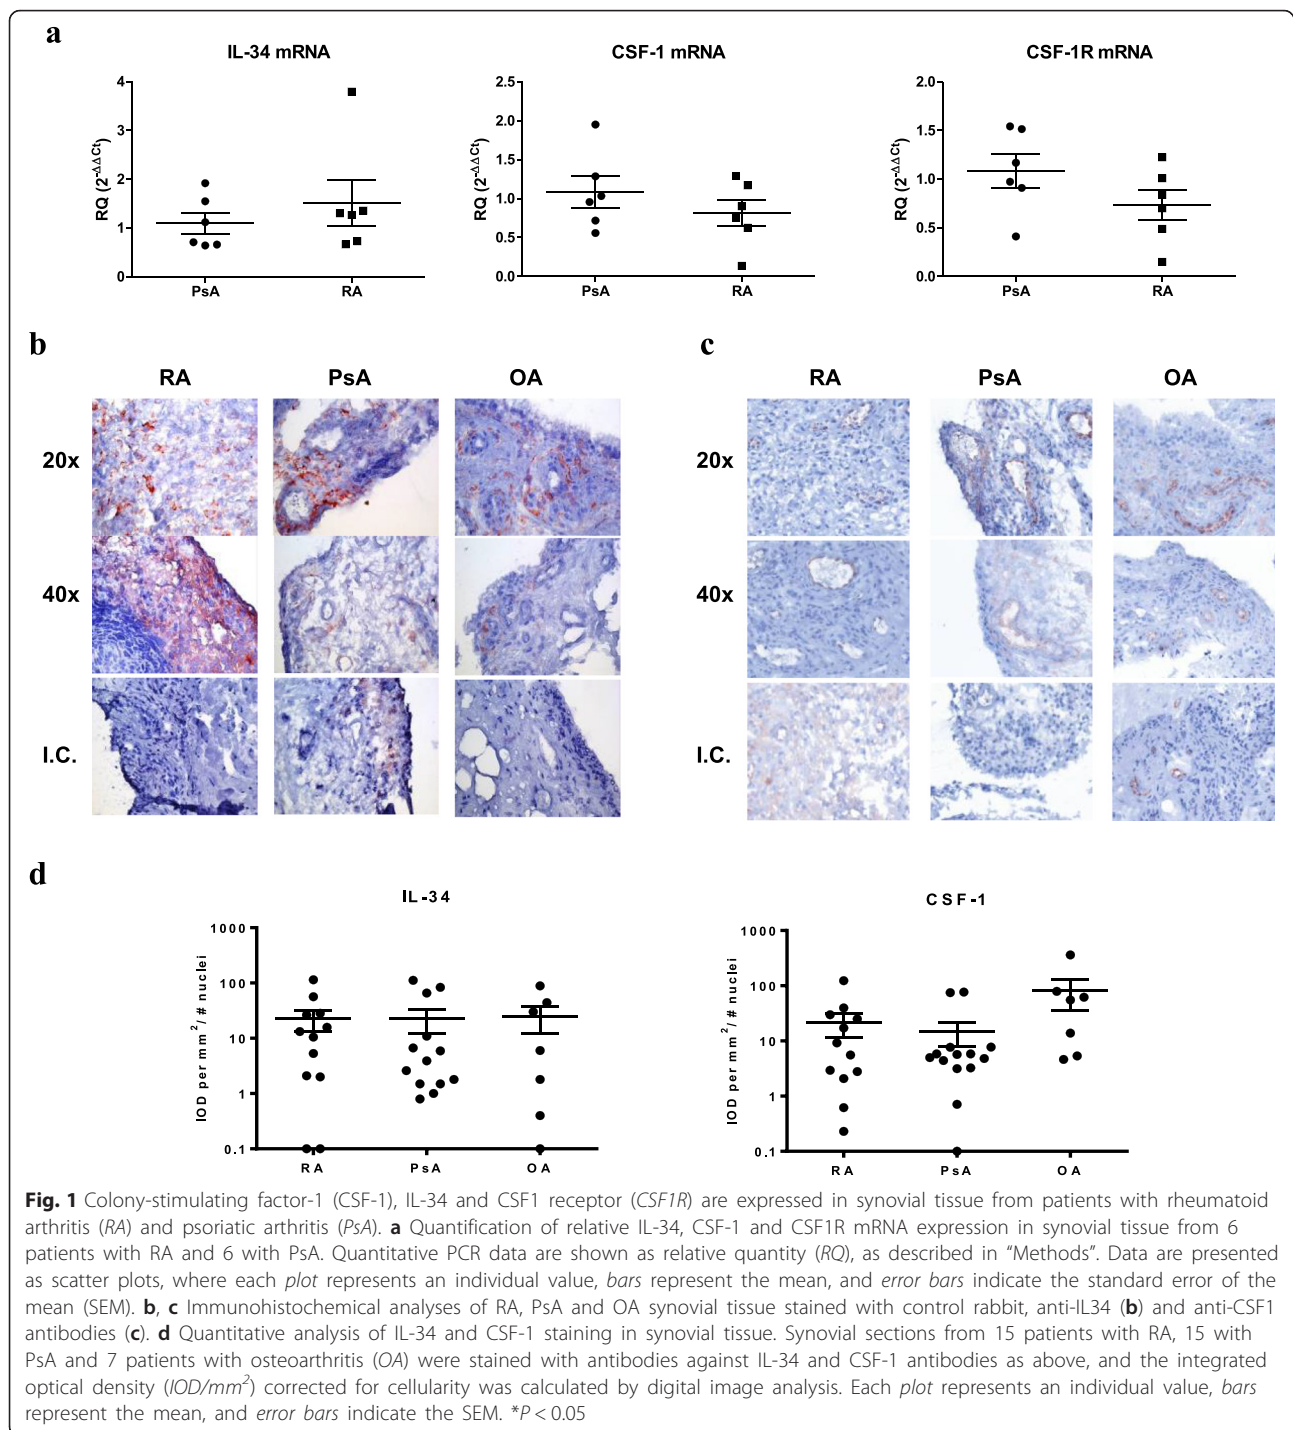 a
IL-34 mRNA
RQ (2^-ΔΔCt)
4
3
2
1
0
PsA RA
CSF-1 mRNA
RQ (2^-ΔΔCt)
2.5
2.0
1.5
1.0
0.5
0.0
PsA RA
CSF-1R mRNA
RQ (2^-ΔΔCt)
2.0
1.5
1.0
0.5
0.0
PsA RA
b
RA PsA OA
20x
40x
I.C.
c
RA PsA OA
20x
40x
I.C.
d
IL-34
IOD per mm²/ # nuclei
1000
100
10
1
0.1
RA PsA OA
CSF-1
IOD per mm²/ # nuclei
1000
100
10
1
0.1
RA PsA OA
Fig. 1 Colony-stimulating factor-1 (CSF-1), IL-34 and CSF1 receptor (CSF1R) are expressed in synovial tissue from patients with rheumatoid
arthritis (RA) and psoriatic arthritis (PsA). a Quantification of relative IL-34, CSF-1 and CSF1R mRNA expression in synovial tissue from 6
patients with RA and 6 with PsA. Quantitative PCR data are shown as relative quantity (RQ), as described in “Methods”. Data are presented
as scatter plots, where each plot represents an individual value, bars represent the mean, and error bars indicate the standard error of the
mean (SEM). b, c Immunohistochemical analyses of RA, PsA and OA synovial tissue stained with control rabbit, anti-IL34 (b) and anti-CSF1
antibodies (c). d Quantitative analysis of IL-34 and CSF-1 staining in synovial tissue. Synovial sections from 15 patients with RA, 15 with
PsA and 7 patients with osteoarthritis (OA) were stained with antibodies against IL-34 and CSF-1 antibodies as above, and the integrated
optical density (IOD/mm²) corrected for cellularity was calculated by digital image analysis. Each plot represents an individual value, bars
represent the mean, and error bars indicate the SEM. *P < 0.05